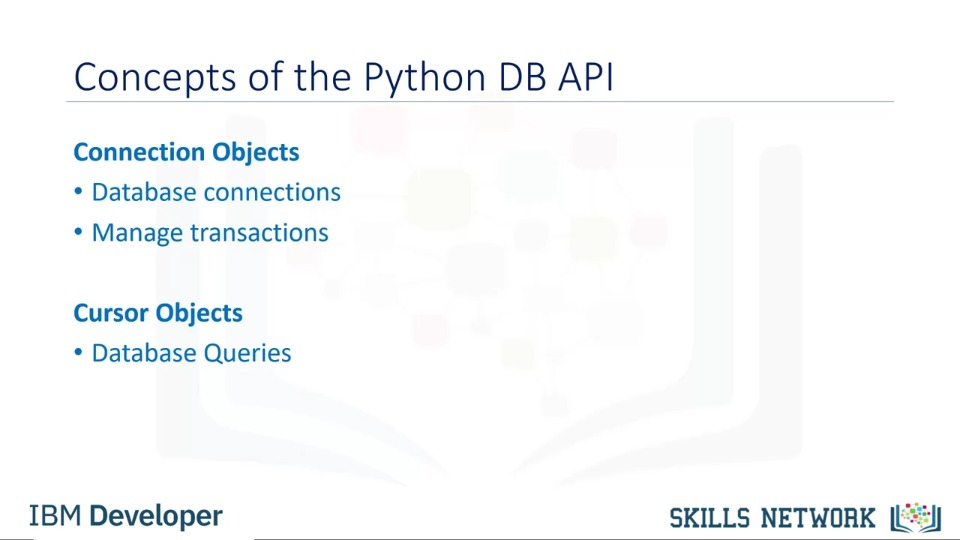 Concepts of the Python DB API
Connection Objects
• Database connections
• Manage transactions
Cursor Objects
• Database Queries
IBM Developer
SKILLS NETWORK